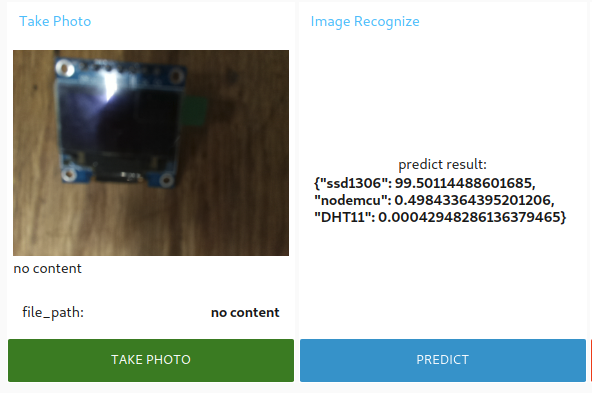 Take Photo
no content
file_path:
no content
TAKE PHOTO
Image Recognize
predict result:
{"ssd1306": 99.50114488601685,
"nodemcu": 0.49843364395201206,
"DHT11": 0.00042948286136379465}
PREDICT